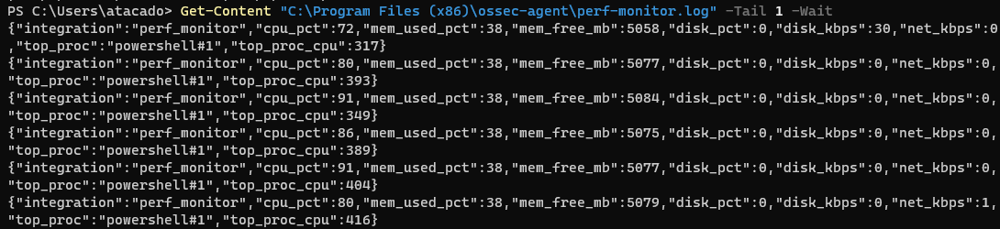 PS C:\Users\atacado> Get-Content "C:\Program Files (x86)\ossec-agent\perf-monitor.log" -Tail 1 -Wait
{"integration":"perf_monitor","cpu_pct":72,"mem_used_pct":38,"mem_free_mb":5058,"disk_pct":0,"disk_kbps":30,"net_kbps":0
,"top_proc":"powershell#1","top_proc_cpu":317}
{"integration":"perf_monitor","cpu_pct":80,"mem_used_pct":38,"mem_free_mb":5077,"disk_pct":0,"disk_kbps":0,"net_kbps":0,
"top_proc":"powershell#1","top_proc_cpu":393}
{"integration":"perf_monitor","cpu_pct":91,"mem_used_pct":38,"mem_free_mb":5084,"disk_pct":0,"disk_kbps":0,"net_kbps":0,
"top_proc":"powershell#1","top_proc_cpu":349}
{"integration":"perf_monitor","cpu_pct":86,"mem_used_pct":38,"mem_free_mb":5075,"disk_pct":0,"disk_kbps":0,"net_kbps":0,
"top_proc":"powershell#1","top_proc_cpu":389}
{"integration":"perf_monitor","cpu_pct":91,"mem_used_pct":38,"mem_free_mb":5077,"disk_pct":0,"disk_kbps":0,"net_kbps":0,
"top_proc":"powershell#1","top_proc_cpu":404}
{"integration":"perf_monitor","cpu_pct":80,"mem_used_pct":38,"mem_free_mb":5079,"disk_pct":0,"disk_kbps":0,"net_kbps":1,
"top_proc":"powershell#1","top_proc_cpu":416}